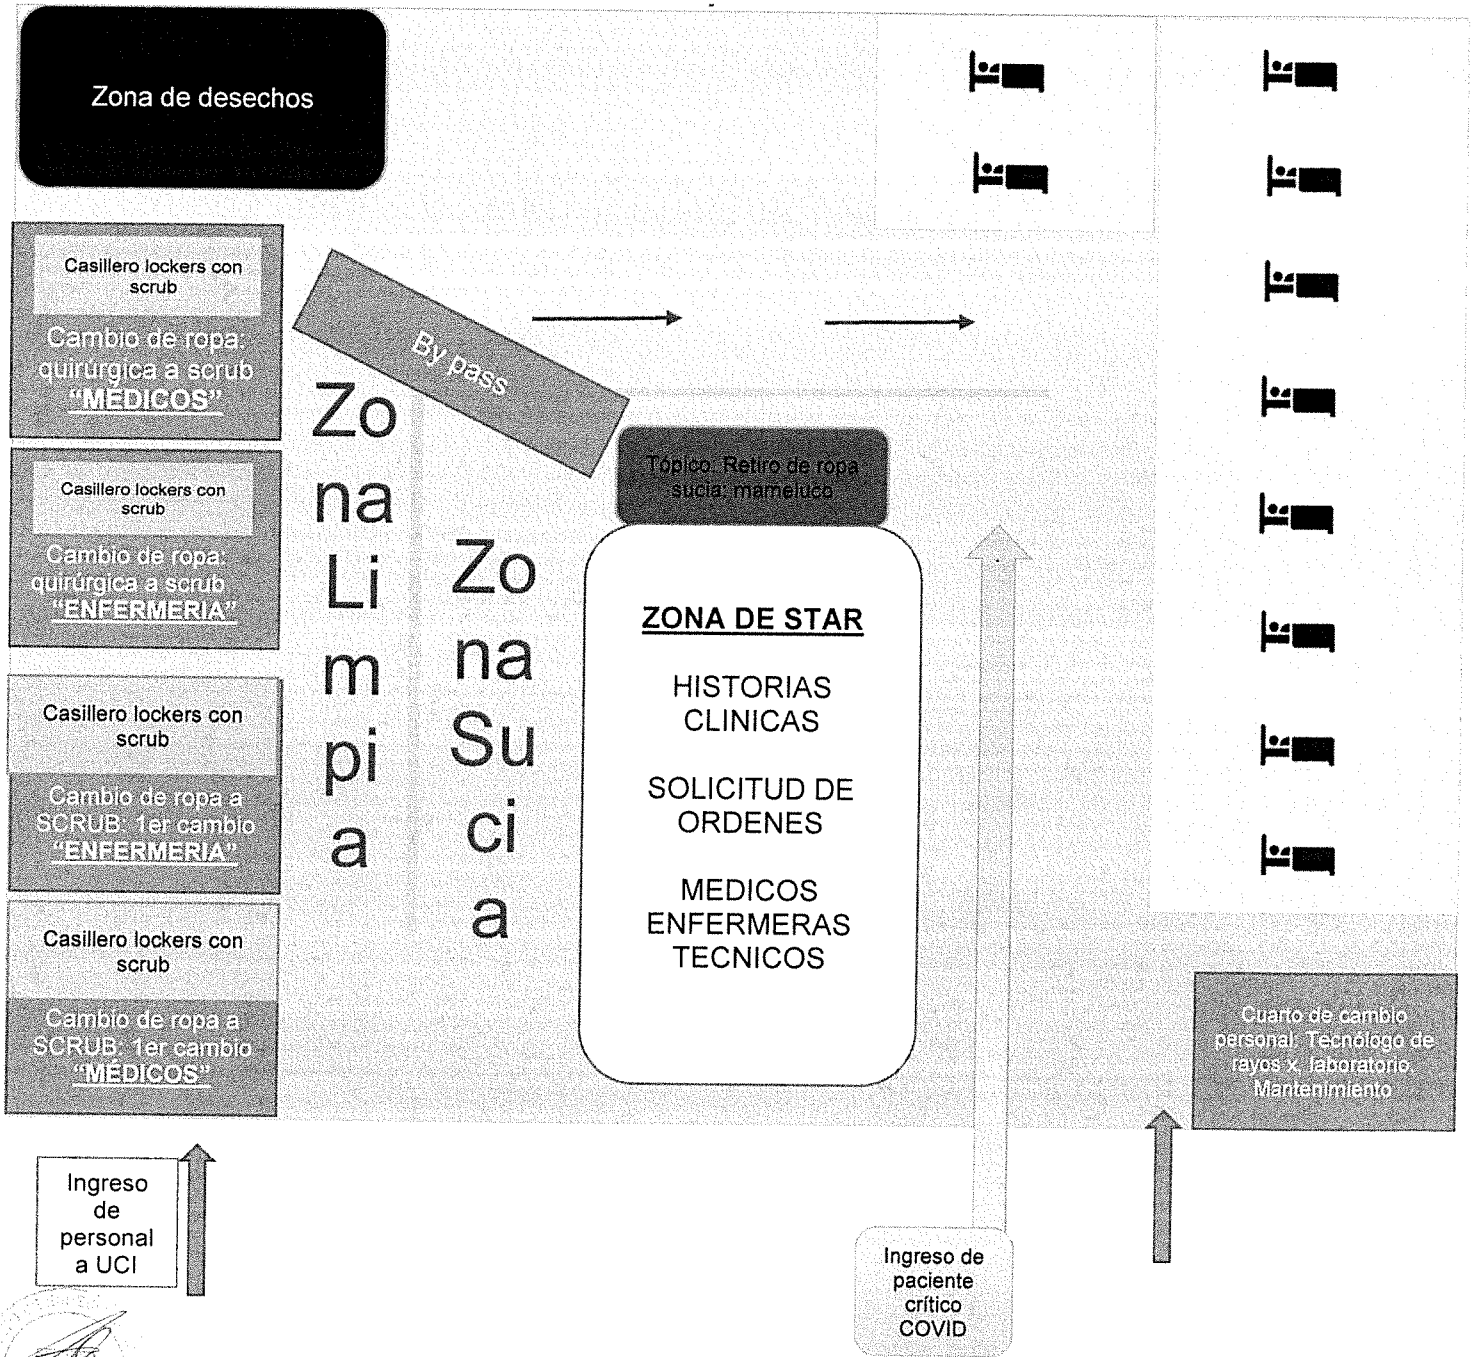 Zona de desechos
Casillero lockers con
scrub
Cambio de ropa:
quirúrgica a scrub
"MÉDICOS"
Casillero lockers con
scrub
Cambio de ropa:
quirúrgica a scrub
"ENFERMERIA"
Casillero lockers con
scrub
Cambio de ropa a
SCRUB: 1er cambio
"ENFERMERIA"
Casillero lockers con
scrub
Cambio de ropa a
SCRUB: 1er cambio
"MÉDICOS"
Ingreso
de
personal
a UCI
Zo
na
Li
m
pi
a
By pass
Zo
na
Su
ci
a
Tópico: Retiro de ropa
sucia: mameluco
ZONA DE STAR
HISTORIAS
CLINICAS
SOLICITUD DE
ORDENES
MEDICOS
ENFERMERAS
TECNICOS
Ingreso de
paciente
crítico
COVID
Cuarto de cambio
personal: Tecnólogo de
rayos x, laboratorio.
Mantenimiento